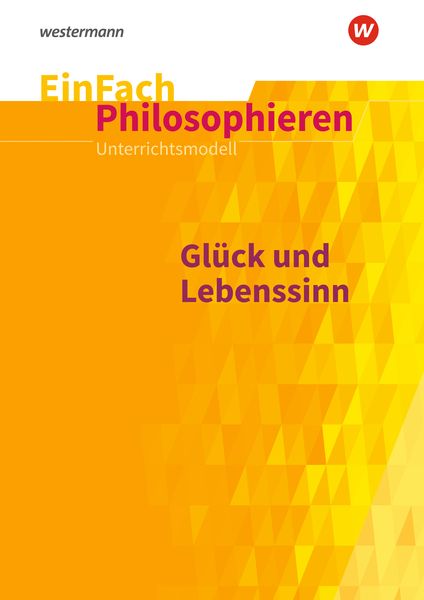 westermann
W
EinFach
Philosophieren
Unterrichtsmodell
Glück und
Lebenssinn